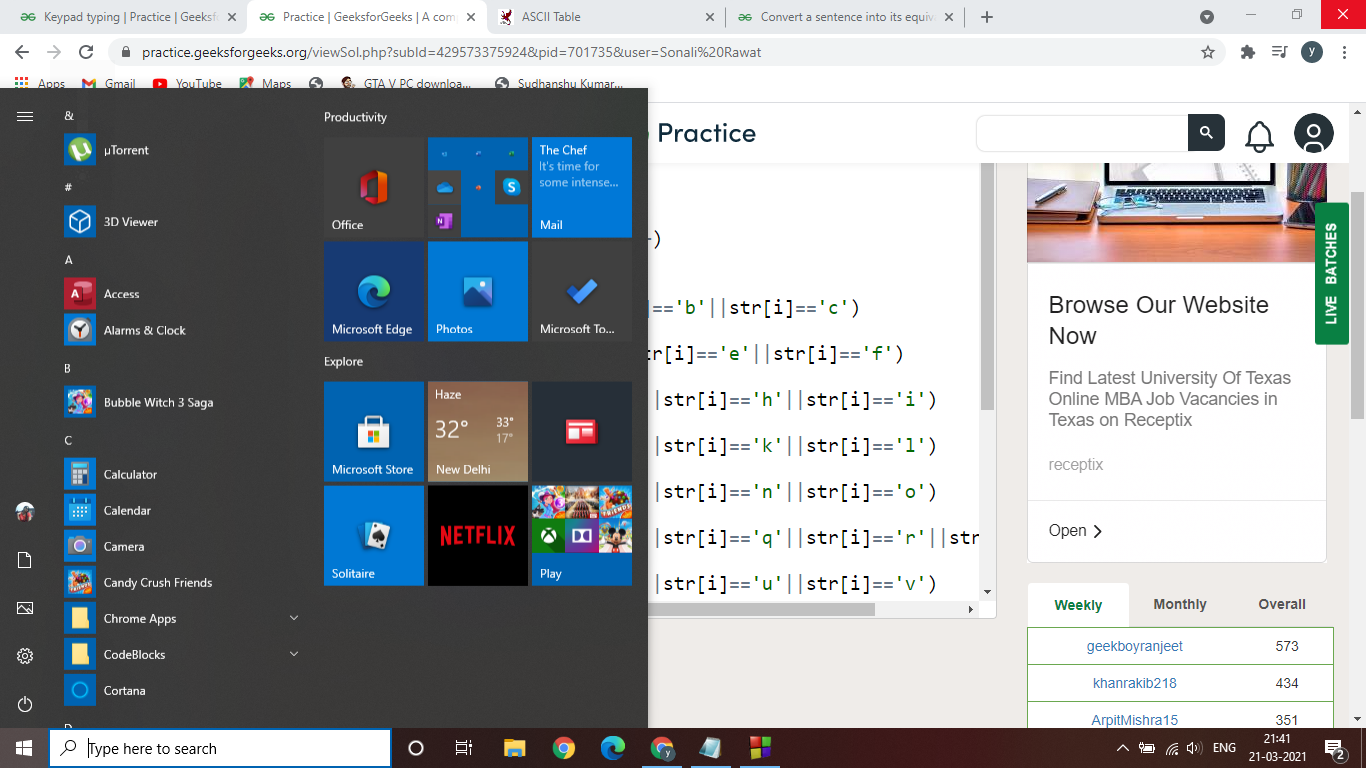 Keypad typing | Practice | Geeksf
Practice | GeeksforGeeks | A com
ASCII Table
Convert a sentence into its equiv
practice.geeksforgeeks.org/viewSol.php?subId=42957337592​4&pid=701735&user=Sonali%20Rawat
y
Apps
Gmail
YouTube
Maps
GTA V PC downloa...
Sudhanshu Kumar...
&
µTorrent
#
3D Viewer
A
Access
Alarms & Clock
B
Bubble Witch 3 Saga
C
Calculator
Calendar
Camera
Candy Crush Friends
Chrome Apps
CodeBlocks
Cortana
Productivity
Office
The Chef
It's time for
some intense...
Mail
Microsoft Edge
Photos
Microsoft To...
Explore
Microsoft Store
Haze
32°
33°
17°
New Delhi
Solitaire
NETFLIX
Play
Practice
)
=='b'||str[i]=='c')
r[i]=='e'||str[i]=='f')
|str[i]=='h'||str[i]=='i')
|str[i]=='k'||str[i]=='l')
|str[i]=='n'||str[i]=='o')
|str[i]=='q'||str[i]=='r'||str
|str[i]=='u'||str[i]=='v')
LIVE BATCHES
Browse Our Website
Now
Find Latest University Of Texas
Online MBA Job Vacancies in
Texas on Receptix
receptix
Open
Weekly
Monthly
Overall
geekboyranjeet 573
khanrakib218 434
ArpitMishra15 351
Type here to search
ENG
21:41
21-03-2021
2